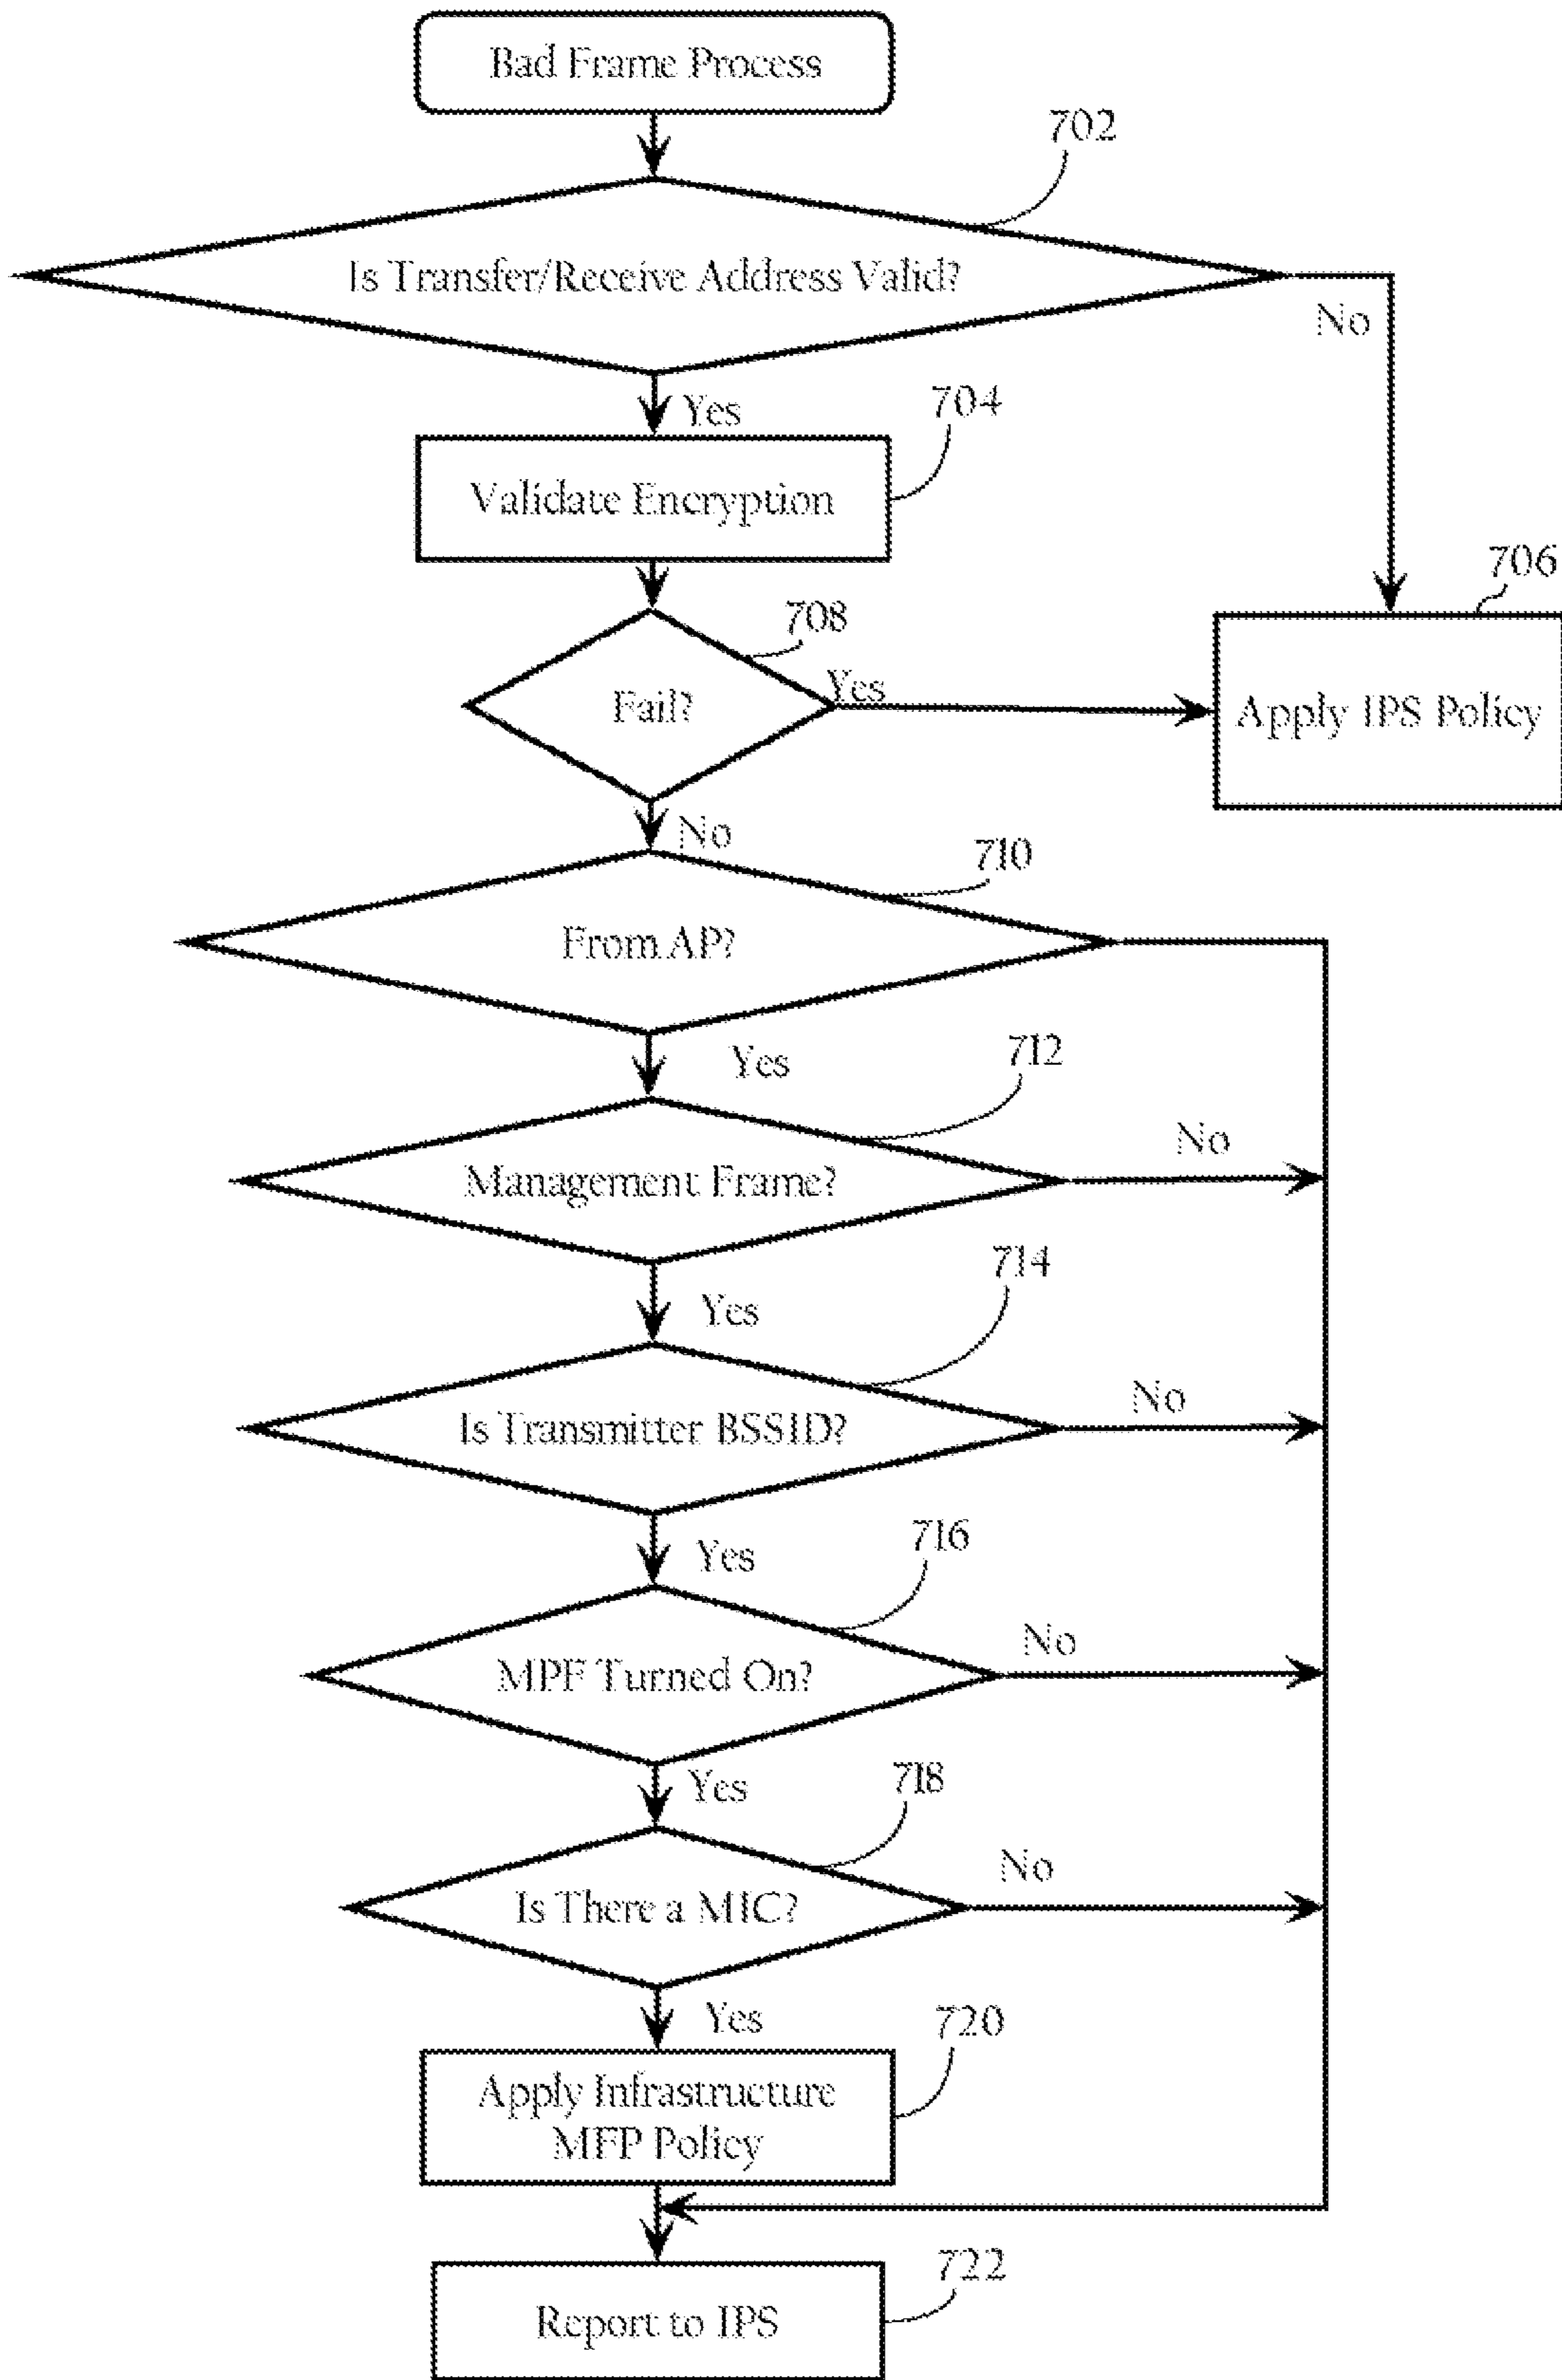 Bad Frame Process
702
Is Transfer/Receive Address Valid?
No
Yes
704
Validate Encryption
706
708
Fail?
Yes
Apply IPS Policy
No
710
From AP?
Yes
712
No
Management Frame?
714
Yes
No
Is Transmitter BSSID?
716
Yes
No
MPF Turned On?
718
Yes
No
Is There a MIC?
Yes
720
Apply Infrastructure
MFP Policy
722
Report to IPS